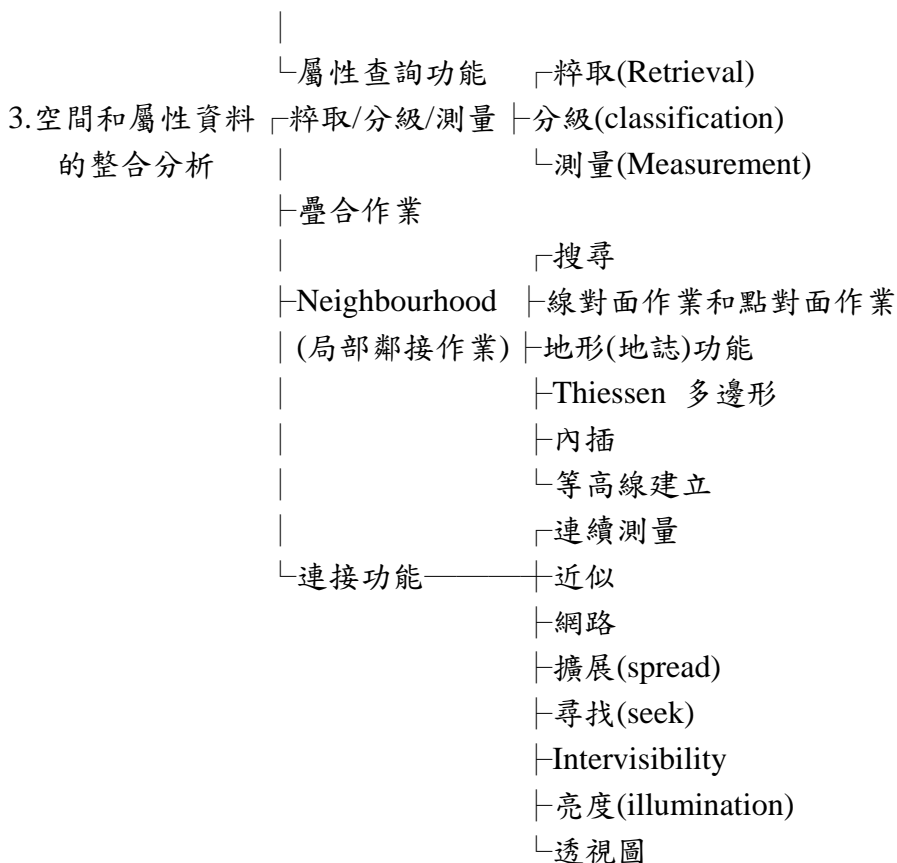 │
└屬性查詢功能 ┌粹取(Retrieval)
3.空間和屬性資料 ┌粹取/分級/測量 ├分級(classification)
的整合分析 │ └測量(Measurement)
├疊合作業
│ ┌搜尋
├Neighbourhood ├線對面作業和點對面作業
│(局部鄰接作業) ├地形(地誌)功能
│ ├Thiessen 多邊形
│ ├內插
│ └等高線建立
│ ┌連續測量
└連接功能────┼近似
├網路
├擴展(spread)
├尋找(seek)
├Intervisibility
├亮度(illumination)
└透視圖